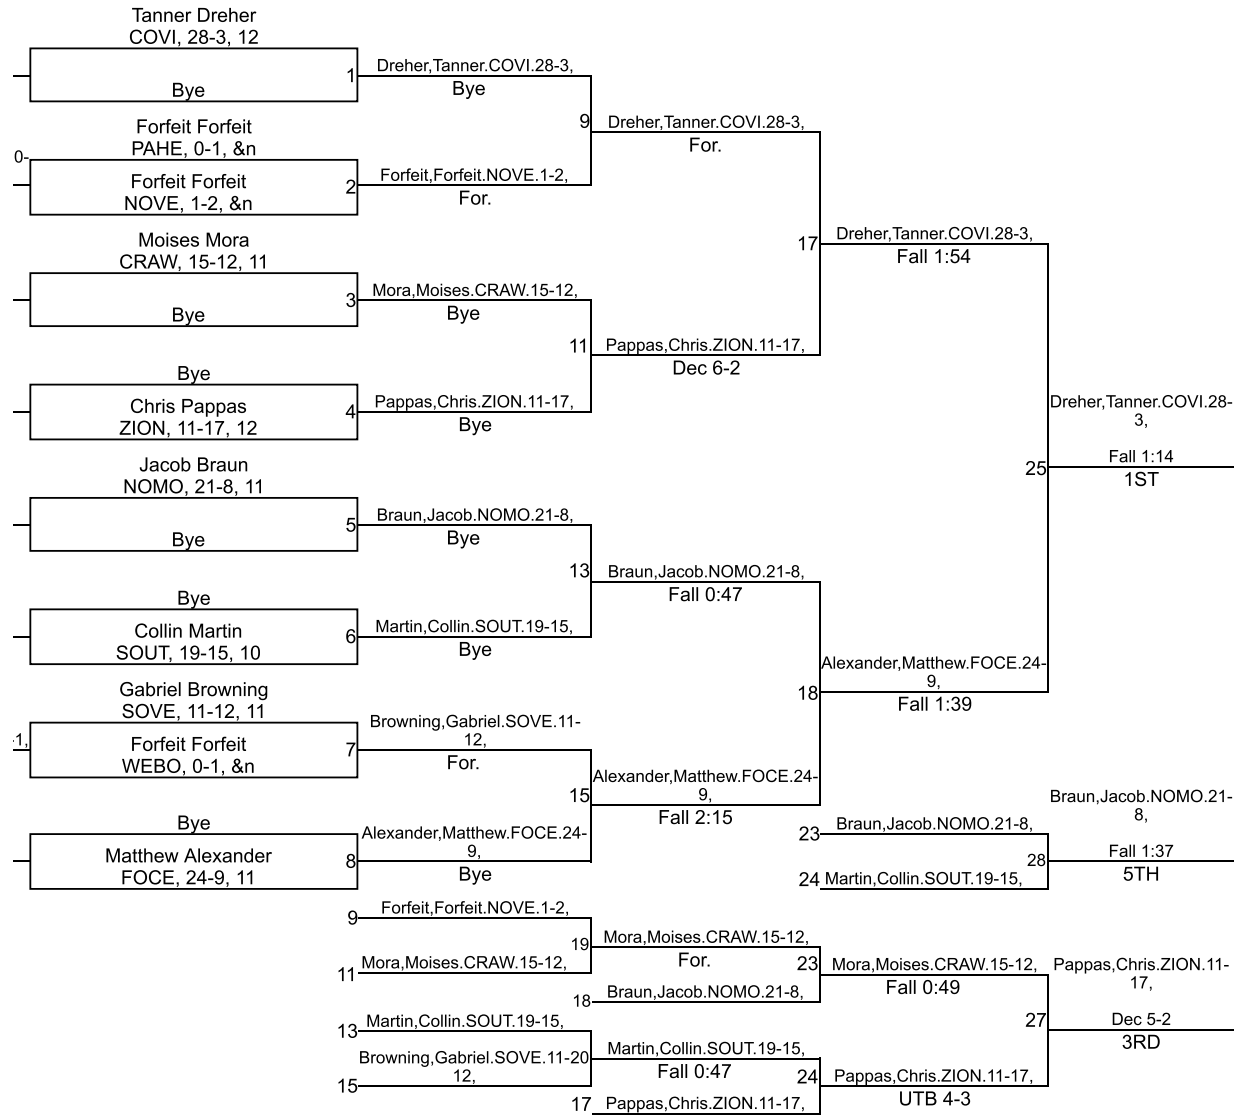 Tanner Dreher
COVI, 28-3, 12
1
Bye
Dreher,Tanner.COVI.28-3,
Bye
Forfeit Forfeit
PAHE, 0-1, &n
0-
Forfeit Forfeit
NOVE, 1-2, &n
2
Forfeit,Forfeit.NOVE.1-2,
For.
9
Dreher,Tanner.COVI.28-3,
For.
Moises Mora
CRAW, 15-12, 11
3
Bye
Mora,Moises.CRAW.15-12,
Bye
Bye
Chris Pappas
ZION, 11-17, 12
4
Pappas,Chris.ZION.11-17,
Bye
11
Pappas,Chris.ZION.11-17,
Dec 6-2
17
Dreher,Tanner.COVI.28-3,
Fall 1:54
Jacob Braun
NOMO, 21-8, 11
5
Bye
Braun,Jacob.NOMO.21-8,
Bye
Bye
Collin Martin
SOUT, 19-15, 10
6
Martin,Collin.SOUT.19-15,
Bye
13
Braun,Jacob.NOMO.21-8,
Fall 0:47
Gabriel Browning
SOVE, 11-12, 11
-1,
Forfeit Forfeit
WEBO, 0-1, &n
7
Browning,Gabriel.SOVE.11-
12,
For.
Bye
Matthew Alexander
FOCE, 24-9, 11
8
Alexander,Matthew.FOCE.24-
9,
Bye
15
Alexander,Matthew.FOCE.24-
9,
Fall 2:15
18
Alexander,Matthew.FOCE.24-
9,
Fall 1:39
25
Dreher,Tanner.COVI.28-
3,
Fall 1:14
1ST
23
Braun,Jacob.NOMO.21-8,
24
Martin,Collin.SOUT.19-15,
28
Braun,Jacob.NOMO.21-
8,
Fall 1:37
5TH
9
Forfeit,Forfeit.NOVE.1-2,
11
Mora,Moises.CRAW.15-12,
19
Mora,Moises.CRAW.15-12,
For.
18
Braun,Jacob.NOMO.21-8,
23
Mora,Moises.CRAW.15-12,
Fall 0:49
13
Martin,Collin.SOUT.19-15,
15
Browning,Gabriel.SOVE.11-
12,
20
Martin,Collin.SOUT.19-15,
Fall 0:47
17
Pappas,Chris.ZION.11-17,
24
Pappas,Chris.ZION.11-17,
UTB 4-3
27
Pappas,Chris.ZION.11-
17,
Dec 5-2
3RD